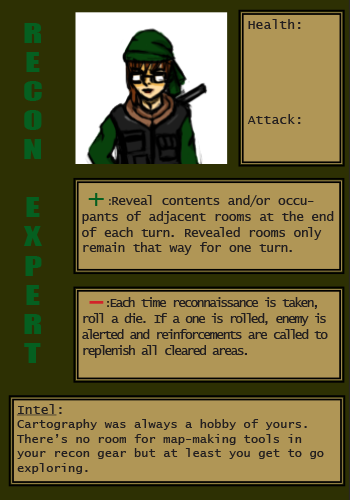 RECON
EXPERT
Health:
Attack:
+:Reveal contents and/or occu-
pants of adjacent rooms at the end
of each turn. Revealed rooms only
remain that way for one turn.
−:Each time reconnaissance is taken,
roll a die. If a one is rolled, enemy is
alerted and reinforcements are called to
replenish all cleared areas.
Intel:
Cartography was always a hobby of yours.
There's no room for map-making tools in
your recon gear but at least you get to go
exploring.